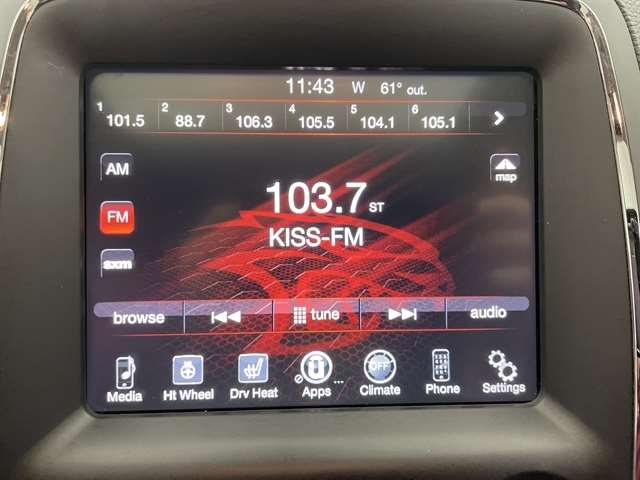 11:43 W 61° out.
1 101.5 2 88.7 3 106.3 4 105.5 5 104.1 6 105.1
AM
map
103.7 ST
FM
KISS-FM
sxm
browse tune audio
Media Ht Wheel Drv Heat Apps OFF Climate Phone Settings